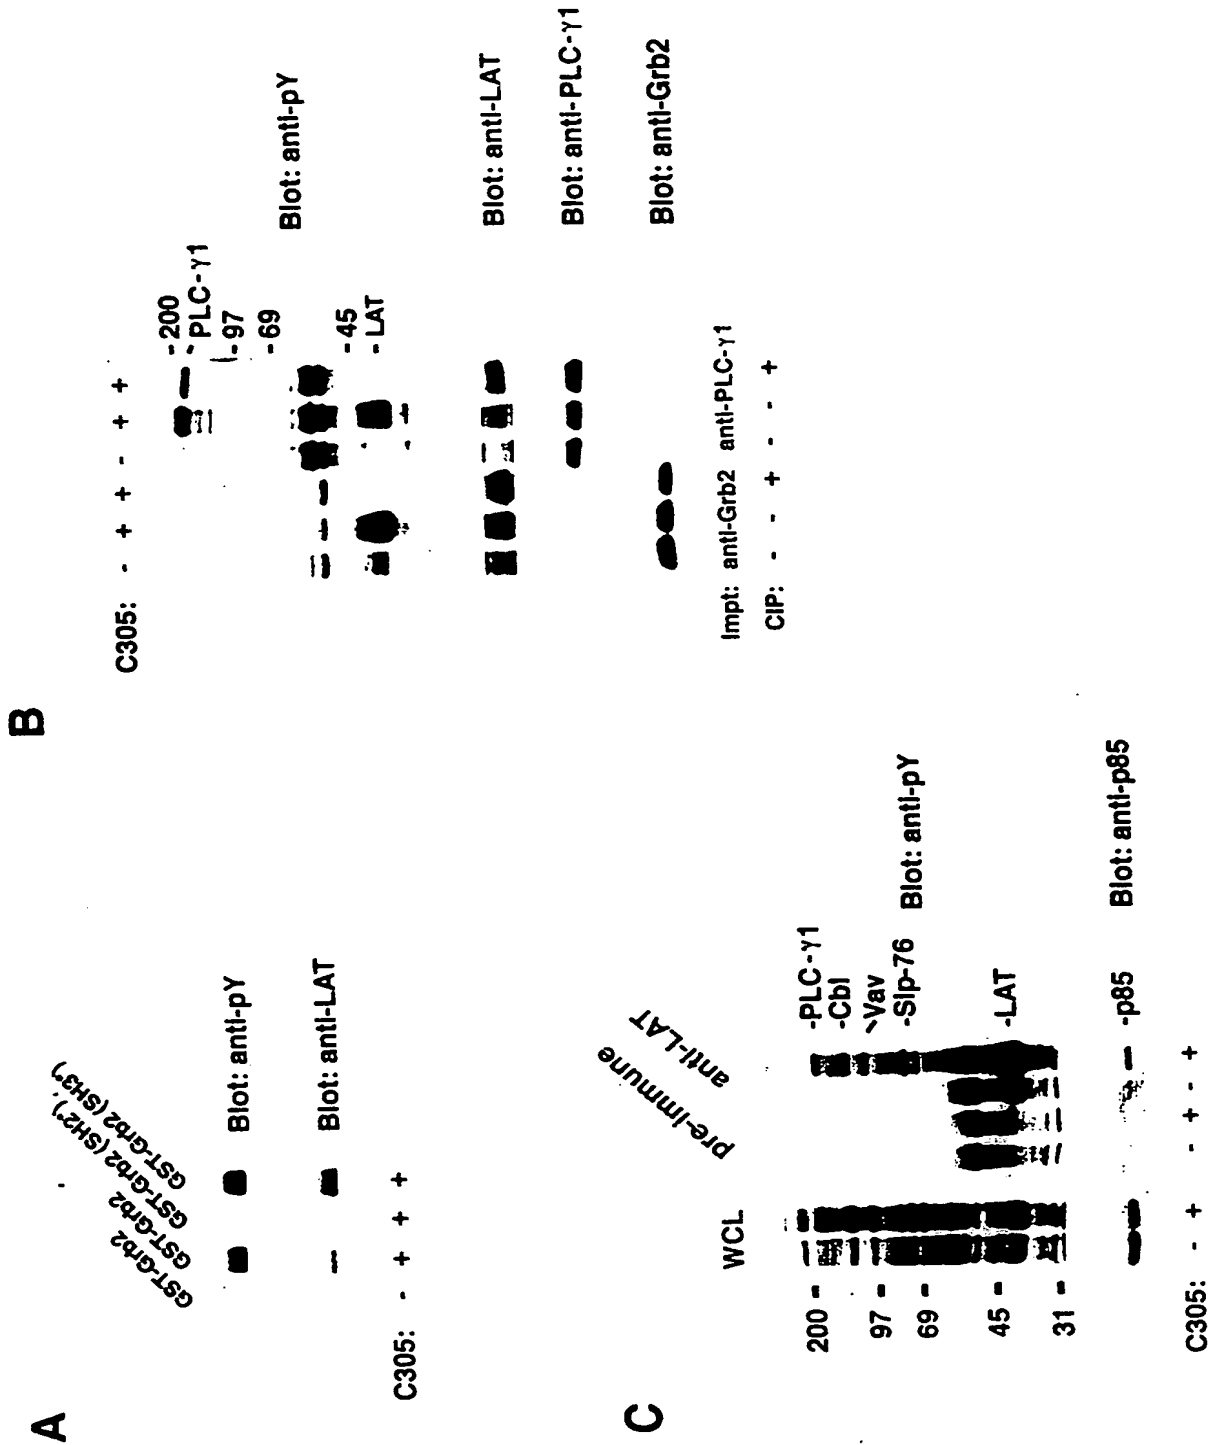 A
GST-Grb2
GST-Grb2
GST-Grb2 (SH2*)
GST-Grb2 (SH3*)
Blot: anti-pY
Blot: anti-LAT
C305: - + + +
B
C305: - + + - + +
-200
PLC-γ1
-97
-69
-45
-LAT
Blot: anti-pY
Blot: anti-LAT
Blot: anti-PLC-γ1
Blot: anti-Grb2
Impt: anti-Grb2 anti-PLC-γ1
CIP: - - + - - +
C
WCL
pre-immune
anti-LAT
200 -
97 -
69 -
45 -
31 -
-PLC-γ1
-Cbl
Vav
-Slp-76
-LAT
Blot: anti-pY
-p85
Blot: anti-p85
C305: - + - + - +